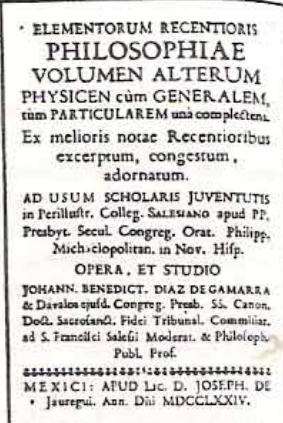 ELEMENTORUM RECENTIORIS
PHILOSOPHIAE
VOLUMEN ALTERUM
PHYSICEN cùm GENERALEM,
tùm PARTICULAREM unà complectens,
Ex melioris notae Recentioribus
excerptum, congestum,
adornatum.
AD USUM SCHOLARIS JUVENTUTIS
in Perillustr. Colleg. SALESIANO apud PP.
Presbyt. Secul. Congreg. Orat. Philipp.
Michaelopolitan. in Nov. Hisp.
OPERA, ET STUDIO
JOHANN. BENEDICT. DIAZ DE GAMARRA
& Davalos ejusd. Congreg. Presb. SS. Canon.
Doct. Sacrosanct. Fidei Tribunal. Commissar.
ad S. Francisci Salesii Moderat. & Philosoph.
Publ. Prof.
MEXICI: APUD Lic. D. JOSEPH. DE
Jauregui. Ann. Dñi MDCCLXXIV.